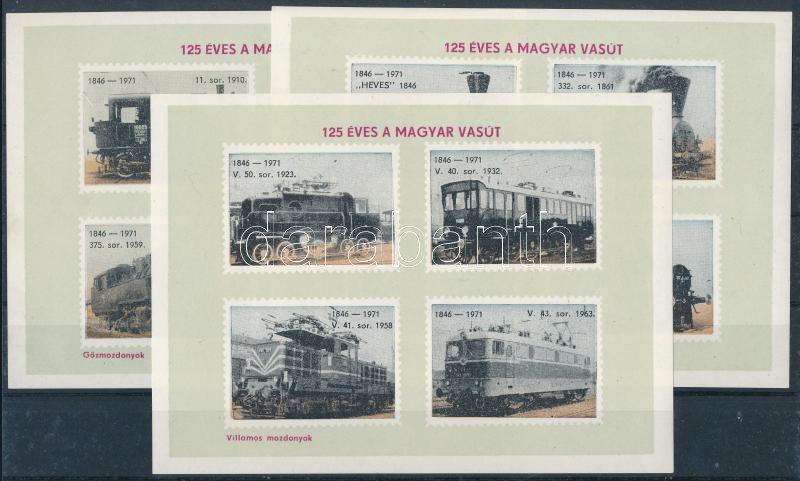 125 ÉVES A MA
1846 — 1971
11. sor. 1910.
1846 — 1971
375. sor. 1959.
Gőzmozdonyok
125 ÉVES A MAGYAR VASÚT
1846 — 1971
„HEVES” 1846
1846 — 1971
332. sor. 1861
125 ÉVES A MAGYAR VASÚT
1846 — 1971
V. 50. sor. 1923.
1846 — 1971
V. 40. sor. 1932.
1846 — 1971
V. 41. sor. 1958
1846 — 1971
V. 43. sor. 1963.
Villamos mozdonyok
darabanth